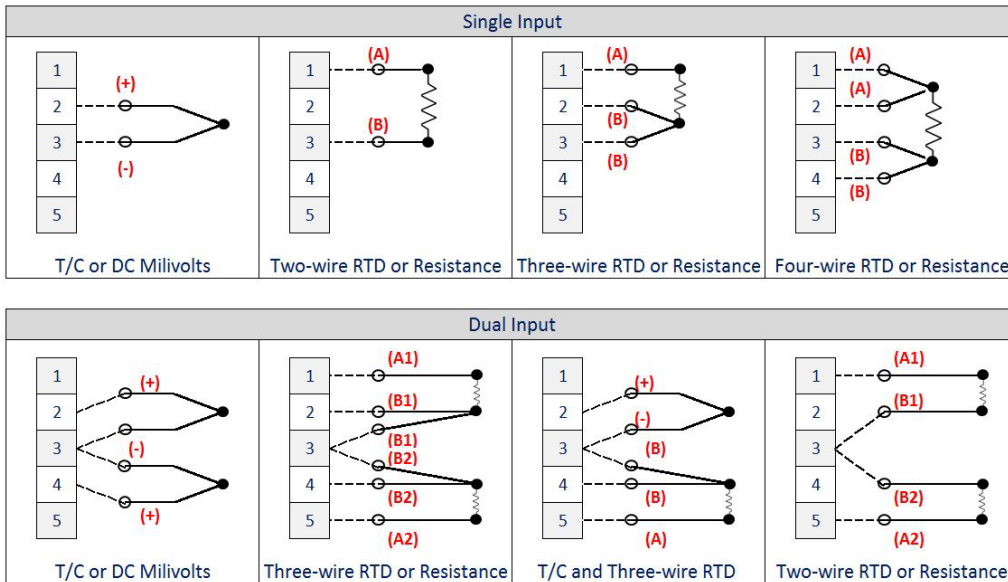 Single Input
1
2
3
4
5
(+)
(-)
T/C or DC Milivolts
1
2
3
4
5
(A)
(B)
Two-wire RTD or Resistance
1
2
3
4
5
(A)
(B)
(B)
Three-wire RTD or Resistance
1
2
3
4
5
(A)
(A)
(B)
(B)
Four-wire RTD or Resistance
Dual Input
1
2
3
4
5
(+)
(-)
(+)
T/C or DC Milivolts
1
2
3
4
5
(A1)
(B1)
(B1)
(B2)
(B2)
(A2)
Three-wire RTD or Resistance
1
2
3
4
5
(+)
(-)
(B)
(B)
(A)
T/C and Three-wire RTD
1
2
3
4
5
(A1)
(B1)
(B2)
(A2)
Two-wire RTD or Resistance